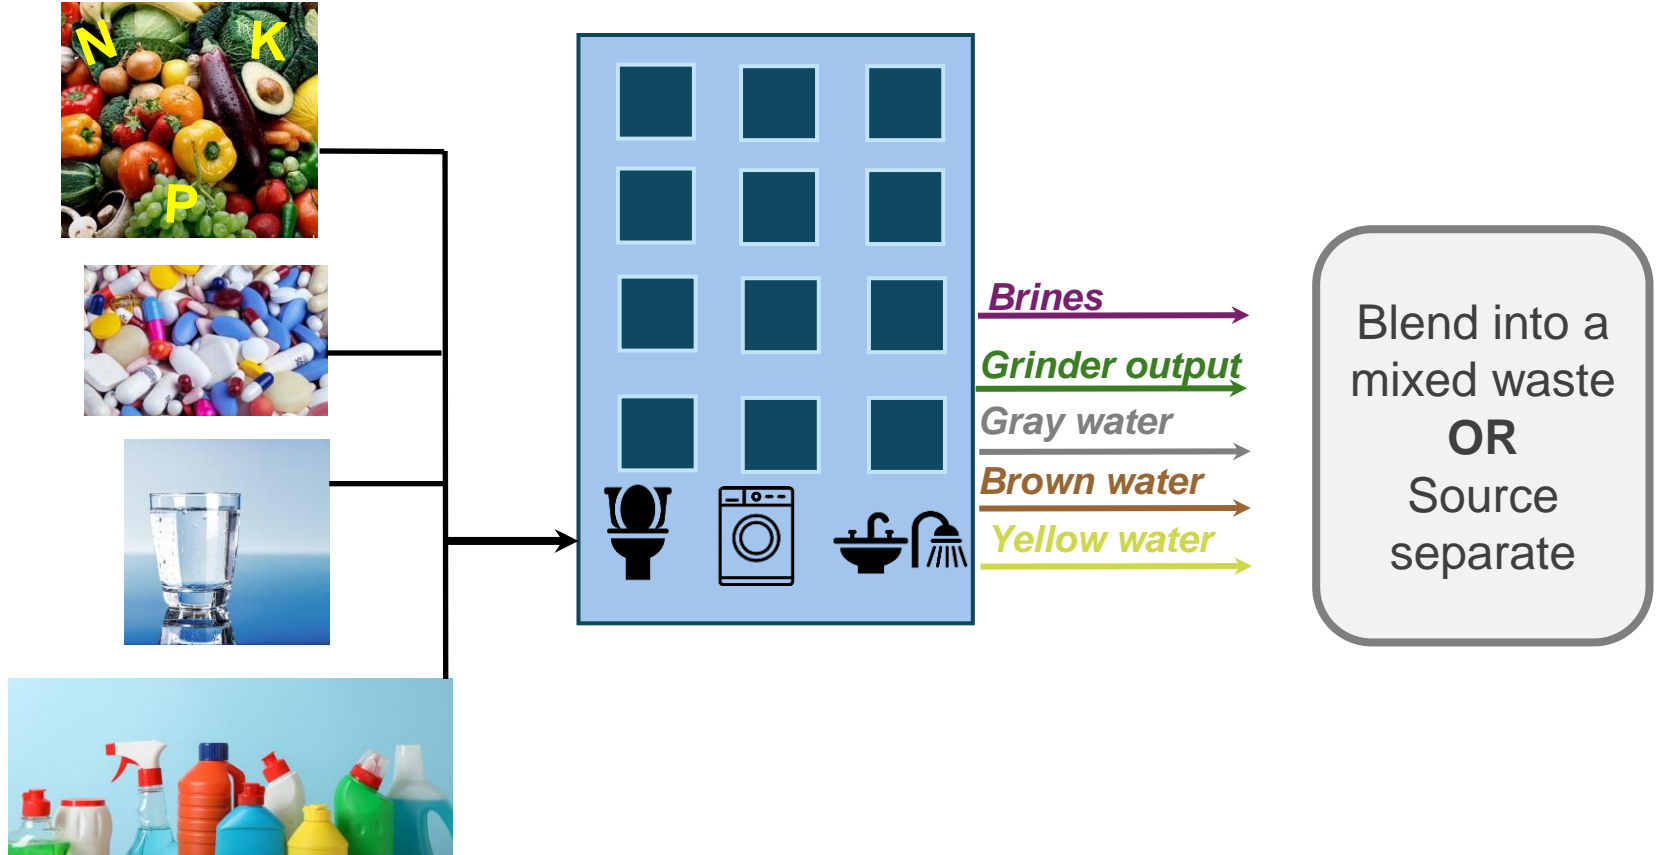 N
K
P
Brines
Grinder output
Gray water
Brown water
Yellow water
Blend into a
mixed waste
OR
Source
separate